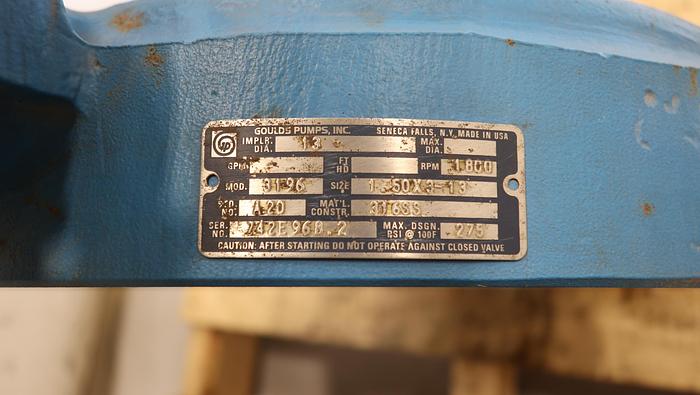 GOULDS PUMPS, INC. SENECA FALLS, N.Y. MADE IN USA
IMPLR. DIA. 13 MAX. DIA.
GPM FT HD RPM 1800
MOD. 3196 SIZE 1.50X3-13
STD. NO. A20 MAT'L. CONSTR. 316SS
SER. NO. 742E968.2 MAX. DSGN. PSI @ 100F 275
CAUTION: AFTER STARTING DO NOT OPERATE AGAINST CLOSED VALVE